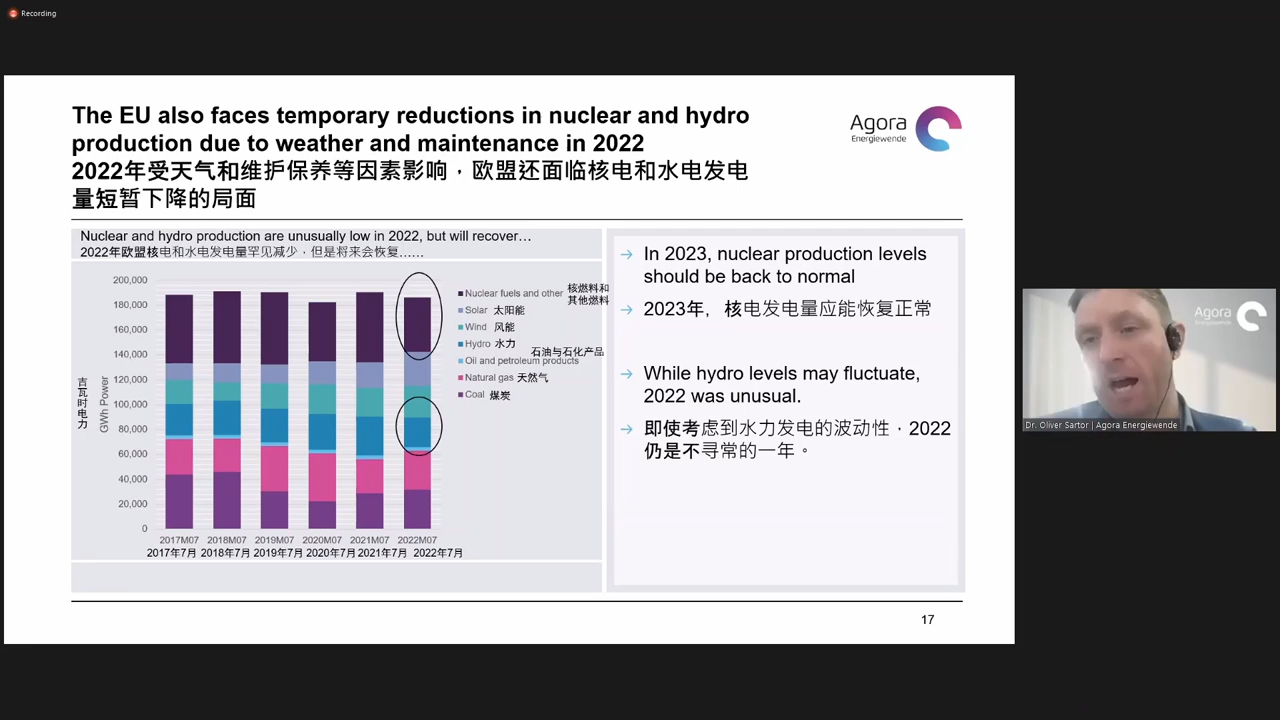 Recording
The EU also faces temporary reductions in nuclear and hydro
production due to weather and maintenance in 2022
2022年受天气和维护保养等因素影响，欧盟还面临核电和水电发电
量短暂下降的局面
Agora
Energiewende
Nuclear and hydro production are unusually low in 2022, but will recover…
2022年欧盟核电和水电发电量罕见减少，但是将来会恢复……
吉瓦时电力
GWh Power
200,000
180,000
160,000
140,000
120,000
100,000
80,000
60,000
40,000
20,000
0
2017M07 2018M07 2019M07 2020M07 2021M07 2022M07
2017年7月 2018年7月 2019年7月 2020年7月 2021年7月 2022年7月
Nuclear fuels and other 核燃料和
其他燃料
Solar 太阳能
Wind 风能
Hydro 水力
石油与石化产品
Oil and petroleum products
Natural gas 天然气
Coal 煤炭
→ In 2023, nuclear production levels
should be back to normal
→ 2023年，核电发电量应能恢复正常
→ While hydro levels may fluctuate,
2022 was unusual.
→ 即使考虑到水力发电的波动性，2022
仍是不寻常的一年。
17
Agora
Energiewende
Dr. Oliver Sartor | Agora Energiewende